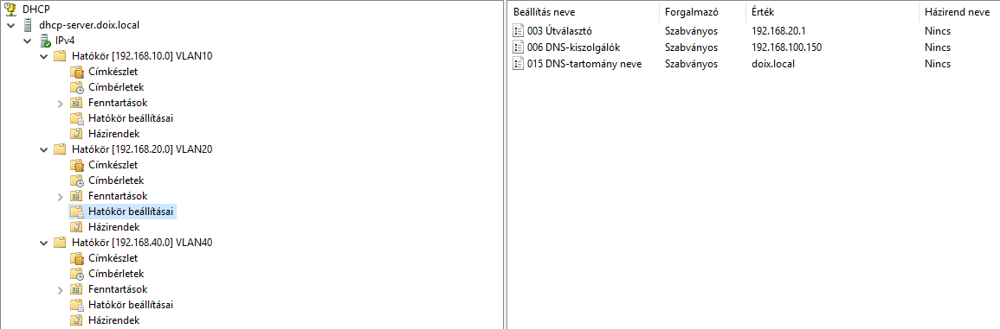 DHCP
dhcp-server.doix.local
IPv4
Hatókör [192.168.10.0] VLAN10
Címkészlet
Címbérletek
Fenntartások
Hatókör beállításai
Házirendek
Hatókör [192.168.20.0] VLAN20
Címkészlet
Címbérletek
Fenntartások
Hatókör beállításai
Házirendek
Hatókör [192.168.40.0] VLAN40
Címkészlet
Címbérletek
Fenntartások
Hatókör beállításai
Házirendek
Beállítás neve Forgalmazó Érték Házirend neve
003 Útválasztó Szabványos 192.168.20.1 Nincs
006 DNS-kiszolgálók Szabványos 192.168.100.150 Nincs
015 DNS-tartomány neve Szabványos doix.local Nincs